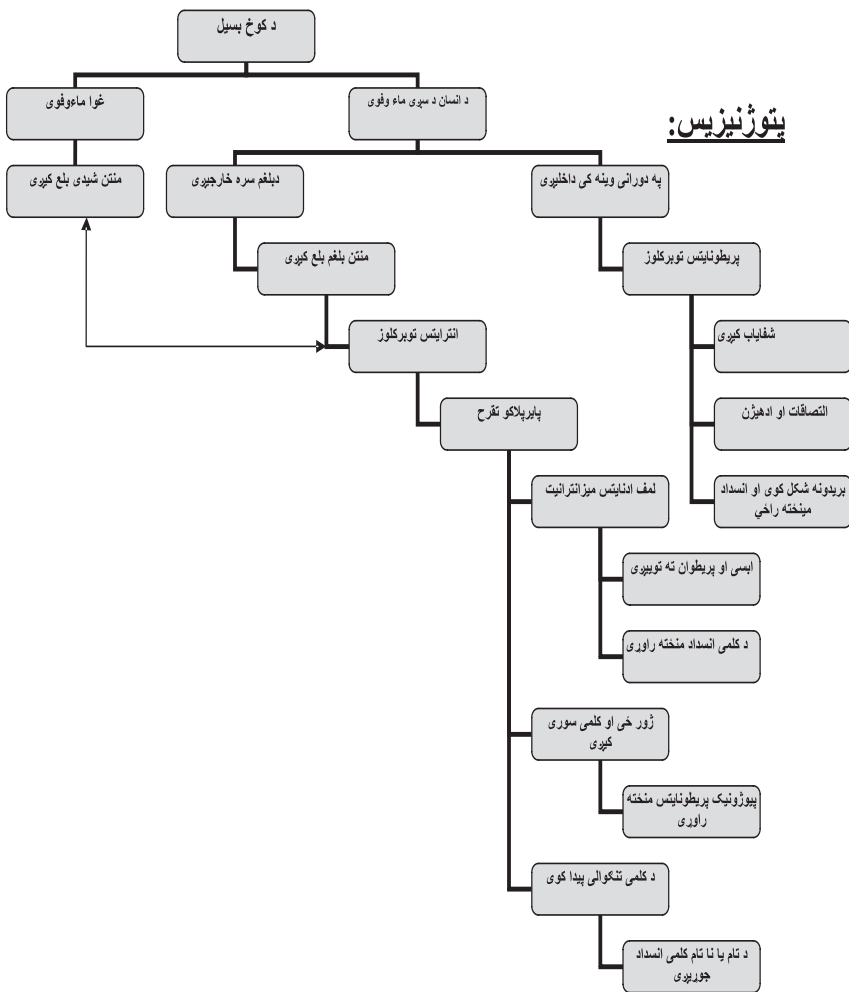 پتوژنیزیس:
د کوخ بسیل
د انسان د سږی ماء وفوی
غوا ماءوفوی
په دورانی وینه کی داخلیږی
دبلغم سره خارجیږی
منتن شیدی بلع کیږی
پریطونایتس توبرکلوز
منتن بلغم بلع کیږی
شفایاب کیږی
انترایتس توبرکلوز
التصاقات او ادهیژن
پایرپلاکو تقرح
بریدونه شکل کوی او انسداد
مینځته راځي
لمف ادنایتس میزانترانیت
ابسی او پریطوان ته توییږی
د کلمی انسداد منځته راوړی
ژور ځی او کلمی سوری
کیږی
پیوژونیک پریطونایتس منځته
راوړی
د کلمی تنګوالی پیدا کوی
د تام یا نا تام کلمی انسداد
جوړیږی